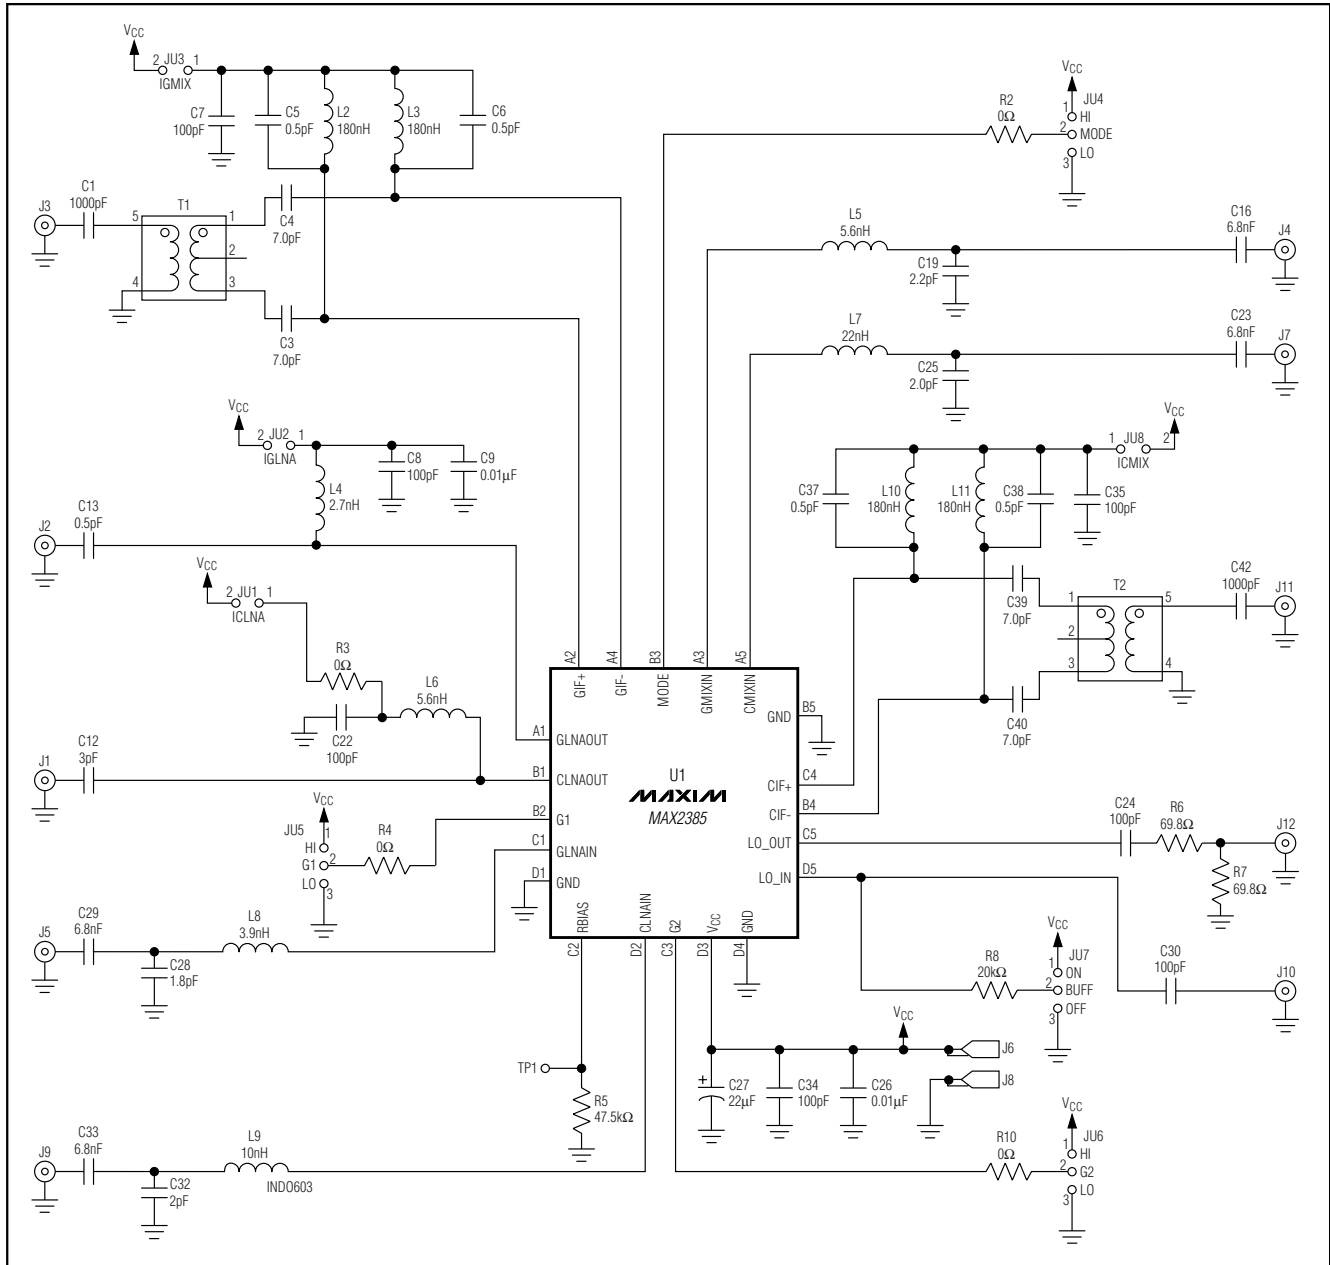 VCC
2 JU3 1
IGMIX
C7
100pF
C5
0.5pF
L2
180nH
L3
180nH
C6
0.5pF
J3
C1
1000pF
T1
5
4
1
2
3
C4
7.0pF
C3
7.0pF
VCC
R2
0Ω
JU4
1
HI
2
MODE
LO
3
L5
5.6nH
C19
2.2pF
C16
6.8nF
J4
L7
22nH
C25
2.0pF
C23
6.8nF
J7
VCC
2 JU2 1
IGLNA
L4
2.7nH
C8
100pF
C9
0.01µF
J2
C13
0.5pF
VCC
1 JU8 2
ICMIX
C37
0.5pF
L10
180nH
L11
180nH
C38
0.5pF
C35
100pF
C39
7.0pF
C40
7.0pF
T2
1
2
3
5
4
C42
1000pF
J11
VCC
2 JU1 1
ICLNA
R3
0Ω
L6
5.6nH
C22
100pF
J1
C12
3pF
VCC
JU5
1
HI
G1
2
LO
3
R4
0Ω
A2
GIF+
A4
GIF-
B3
MODE
A3
GMIXIN
A5
CMIXIN
A1
GLNAOUT
B1
CLNAOUT
B2
G1
C1
GLNAIN
D1
GND
U1
MAXIM
MAX2385
GND
B5
CIF+
C4
CIF-
B4
LO_OUT
C5
LO_IN
D5
RBIAS
C2
CLNAIN
D2
G2
C3
VCC
D3
GND
D4
C24
100pF
R6
69.8Ω
R7
69.8Ω
J12
J5
C29
6.8nF
C28
1.8pF
L8
3.9nH
R8
20kΩ
VCC
JU7
1
ON
2
BUFF
OFF
3
C30
100pF
J10
TP1
R5
47.5kΩ
VCC
J6
J8
+
C27
22µF
C34
100pF
C26
0.01µF
J9
C33
6.8nF
C32
2pF
L9
10nH
IND0603
R10
0Ω
VCC
JU6
1
HI
2
G2
LO
3